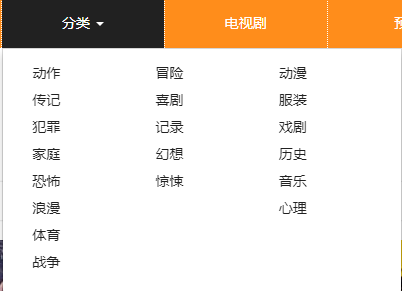 分类 电视剧
动作 冒险 动漫
传记 喜剧 服装
犯罪 记录 戏剧
家庭 幻想 历史
恐怖 惊悚 音乐
浪漫 心理
体育
战争